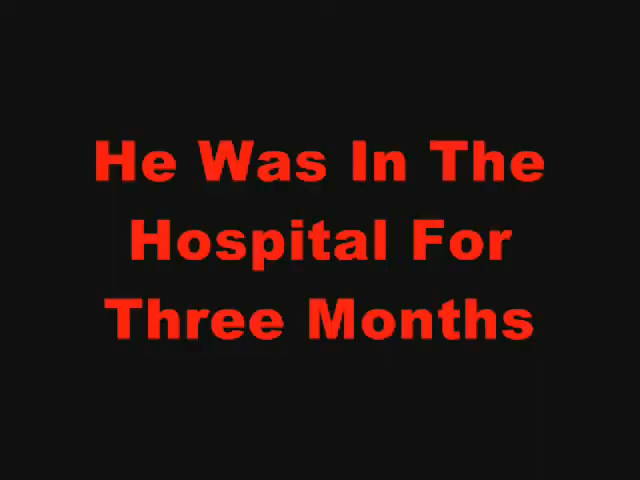 He Was In The
Hospital For
Three Months